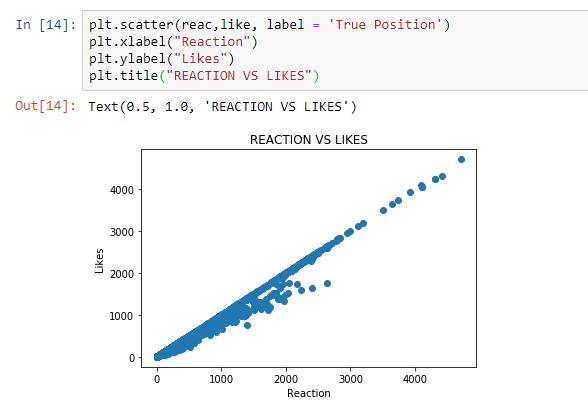 In [14]: plt.scatter(reac,like, label = 'True Position')
plt.xlabel("Reaction")
plt.ylabel("Likes")
plt.title("REACTION VS LIKES")
Out[14]: Text(0.5, 1.0, 'REACTION VS LIKES')
REACTION VS LIKES
4000
3000
Likes
2000
1000
0
0 1000 2000 3000 4000
Reaction